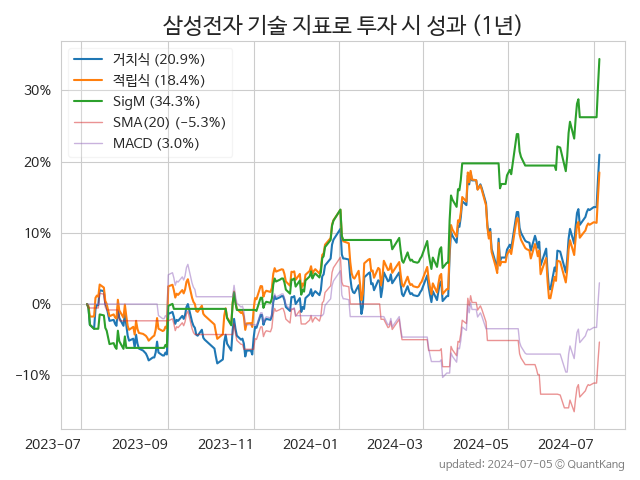 삼성전자 기술 지표로 투자 시 성과 (1년)
거치식 (20.9%)
적립식 (18.4%)
SigM (34.3%)
SMA(20) (−5.3%)
MACD (3.0%)
30%
20%
10%
0%
−10%
2023-07 2023-09 2023-11 2024-01 2024-03 2024-05 2024-07
updated: 2024-07-05 © QuantKang